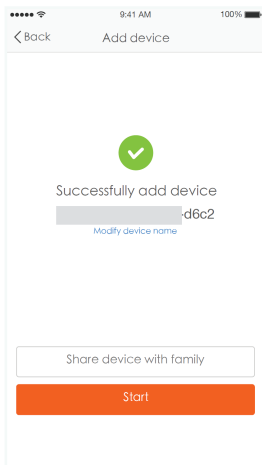 9:41 AM 100%
Back Add device
Successfully add device
-d6c2
Modify device name
Share device with family
Start